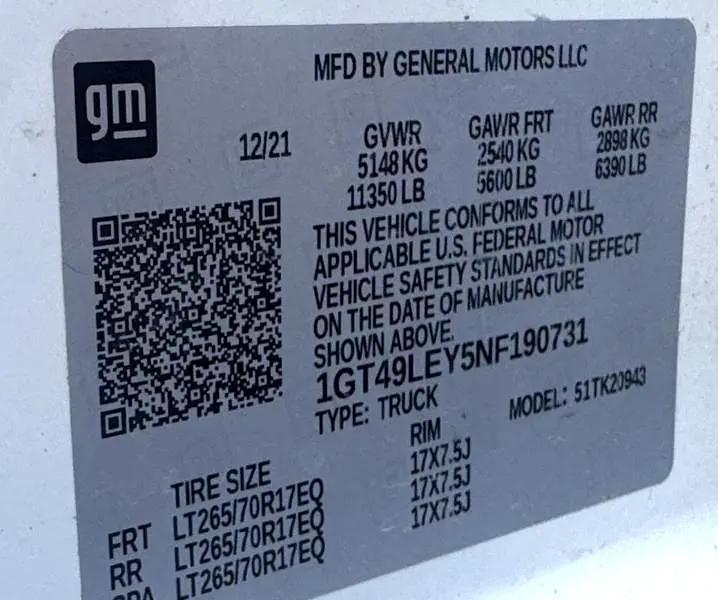 gm
MFD BY GENERAL MOTORS LLC
12/21
GVWR
5148 KG
11350 LB
GAWR FRT
2540 KG
5600 LB
GAWR RR
2898 KG
6390 LB
THIS VEHICLE CONFORMS TO ALL
APPLICABLE U.S. FEDERAL MOTOR
VEHICLE SAFETY STANDARDS IN EFFECT
ON THE DATE OF MANUFACTURE
SHOWN ABOVE.
1GT49LEY5NF190731
TYPE: TRUCK MODEL: 51TK20943
TIRE SIZE RIM
FRT LT265/70R17EQ 17X7.5J
RR LT265/70R17EQ 17X7.5J
SPA LT265/70R17EQ 17X7.5J